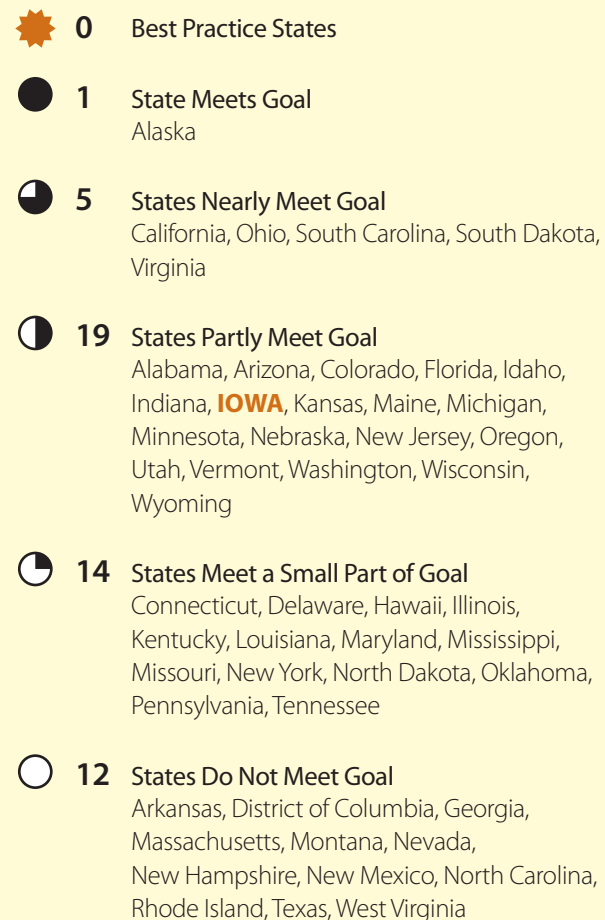 0 Best Practice States
1 State Meets Goal
Alaska
5 States Nearly Meet Goal
California, Ohio, South Carolina, South Dakota,
Virginia
19 States Partly Meet Goal
Alabama, Arizona, Colorado, Florida, Idaho,
Indiana, IOWA, Kansas, Maine, Michigan,
Minnesota, Nebraska, New Jersey, Oregon,
Utah, Vermont, Washington, Wisconsin,
Wyoming
14 States Meet a Small Part of Goal
Connecticut, Delaware, Hawaii, Illinois,
Kentucky, Louisiana, Maryland, Mississippi,
Missouri, New York, North Dakota, Oklahoma,
Pennsylvania, Tennessee
12 States Do Not Meet Goal
Arkansas, District of Columbia, Georgia,
Massachusetts, Montana, Nevada,
New Hampshire, New Mexico, North Carolina,
Rhode Island, Texas, West Virginia